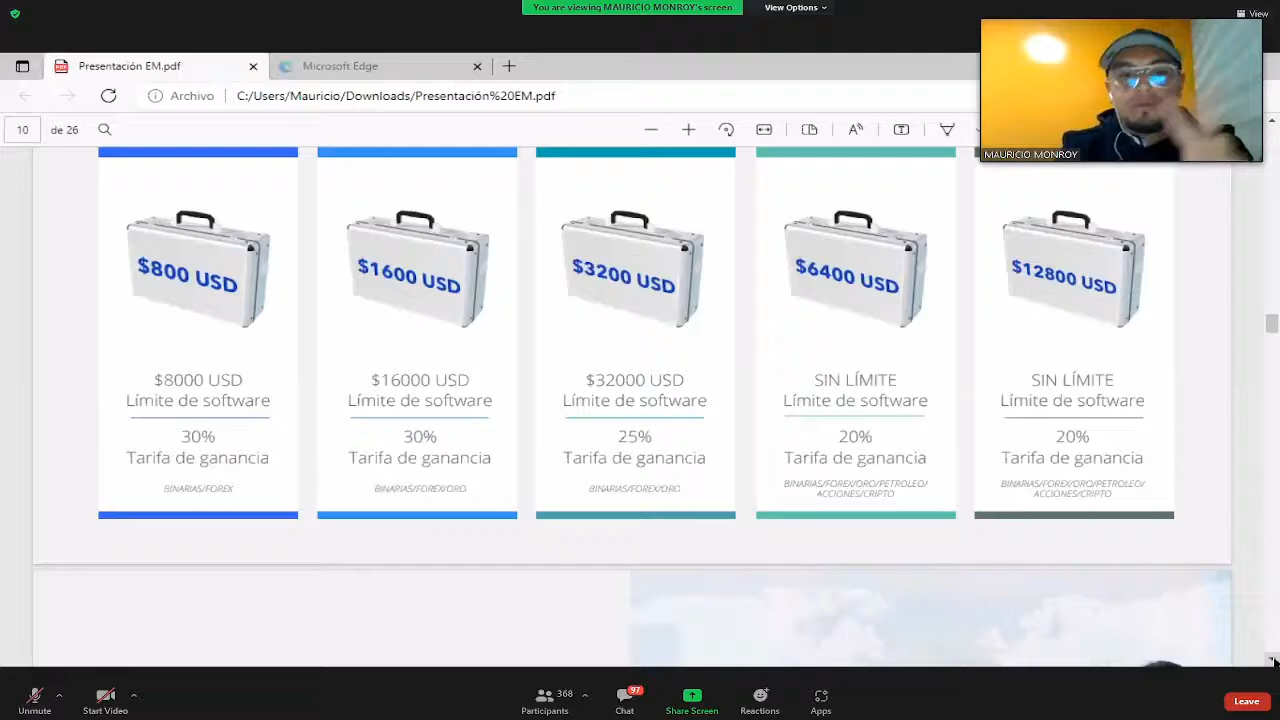 You are viewing MAURICIO MONROY's screen
View Options
View
Presentación EM.pdf
Microsoft Edge
Archivo
C:/Users/Mauricio/Downloads/Presentación%20EM.pdf
10
de 26
MAURICIO MONROY
$800 USD
$8000 USD
Límite de software
30%
Tarifa de ganancia
BINARIAS/FOREX
$1600 USD
$16000 USD
Límite de software
30%
Tarifa de ganancia
BINARIAS/FOREX/ORO
$3200 USD
$32000 USD
Límite de software
25%
Tarifa de ganancia
BINARIAS/FOREX/ORO
$6400 USD
SIN LÍMITE
Límite de software
20%
Tarifa de ganancia
BINARIAS/FOREX/ORO/PETROLEO/
ACCIONES/CRIPTO
$12800 USD
SIN LÍMITE
Límite de software
20%
Tarifa de ganancia
BINARIAS/FOREX/ORO/PETROLEO/
ACCIONES/CRIPTO
Unmute
Start Video
368
Participants
97
Chat
Share Screen
Reactions
Apps
Leave